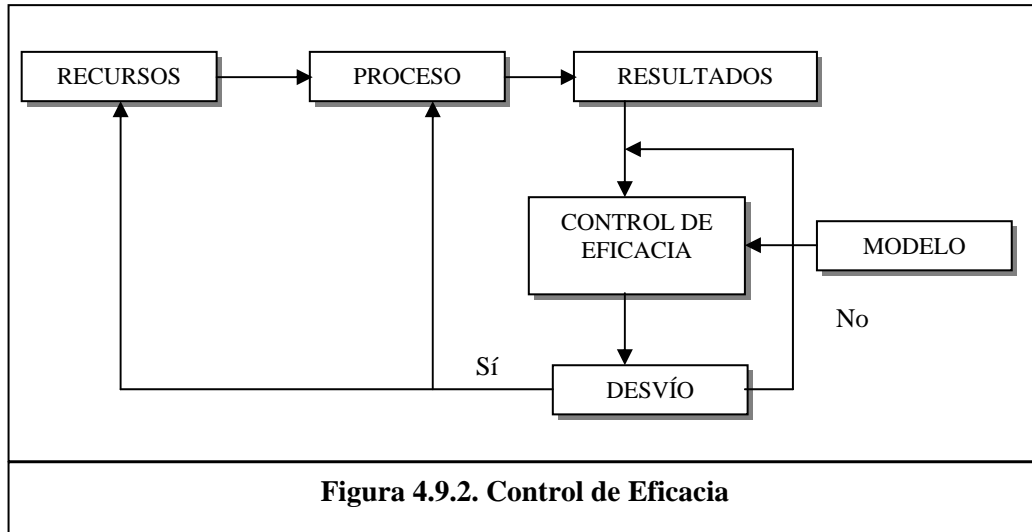 RECURSOS
PROCESO
RESULTADOS
CONTROL DE
EFICACIA
MODELO
No
Sí
DESVÍO
Figura 4.9.2. Control de Eficacia